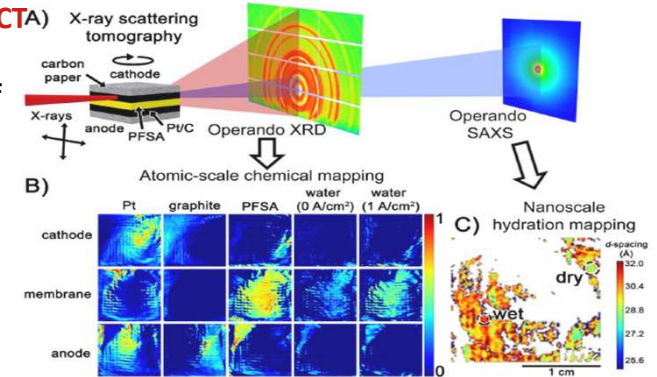 CT
A)
X-ray scattering
tomography
carbon
paper
cathode
X-rays
anode
PFSA
Pt/C
Operando XRD
Operando
SAXS
Atomic-scale chemical mapping
Nanoscale
hydration mapping
B)
Pt
graphite
PFSA
water
(0 A/cm²)
water
(1 A/cm²)
cathode
membrane
anode
1
0
C)
dry
wet
1 cm
d-spacing
(Å)
32.0
30.4
28.8
27.2
25.6